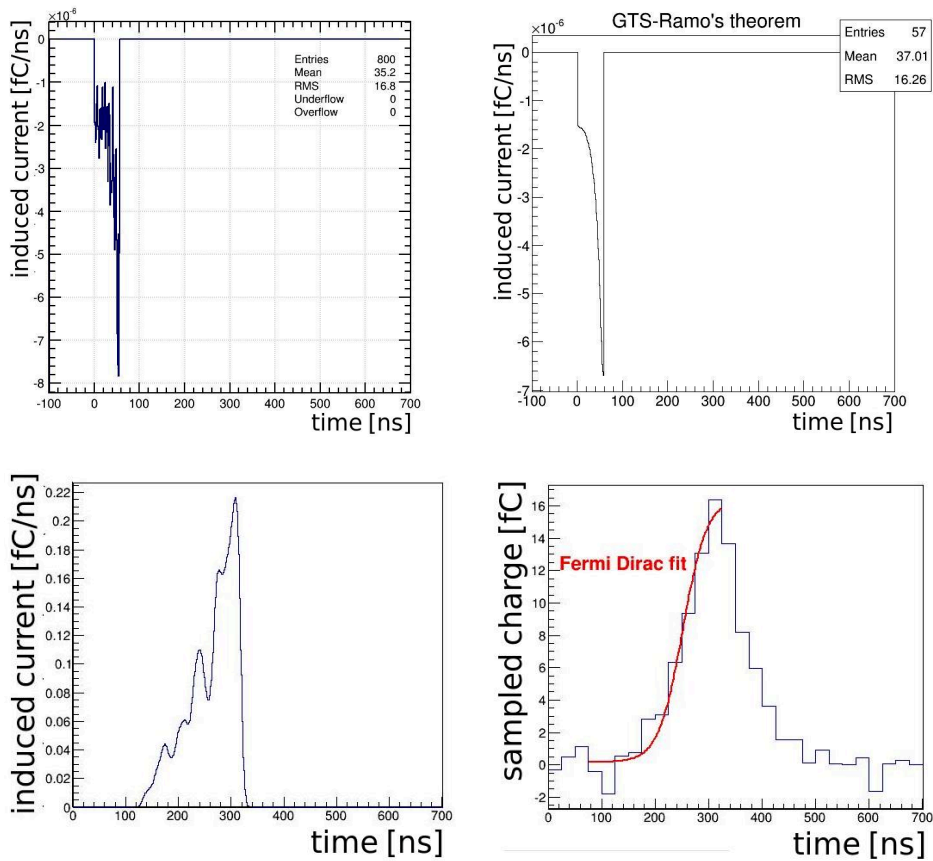 ×10⁻⁶
0
-1
-2
-3
-4
-5
-6
-7
-8
induced current [fC/ns]
Entries 800
Mean 35.2
RMS 16.8
Underflow 0
Overflow 0
-100 0 100 200 300 400 500 600 700
time [ns]
GTS-Ramo's theorem
×10⁻⁶
0
-1
-2
-3
-4
-5
-6
-7
induced current [fC/ns]
Entries 57
Mean 37.01
RMS 16.26
-100 0 100 200 300 400 500 600 700
time [ns]
0.22
0.2
0.18
0.16
0.14
0.12
0.1
0.08
0.06
0.04
0.02
0
induced current [fC/ns]
0 100 200 300 400 500 600 700
time [ns]
16
14
12
10
8
6
4
2
0
-2
sampled charge [fC]
Fermi Dirac fit
0 100 200 300 400 500 600 700
time [ns]